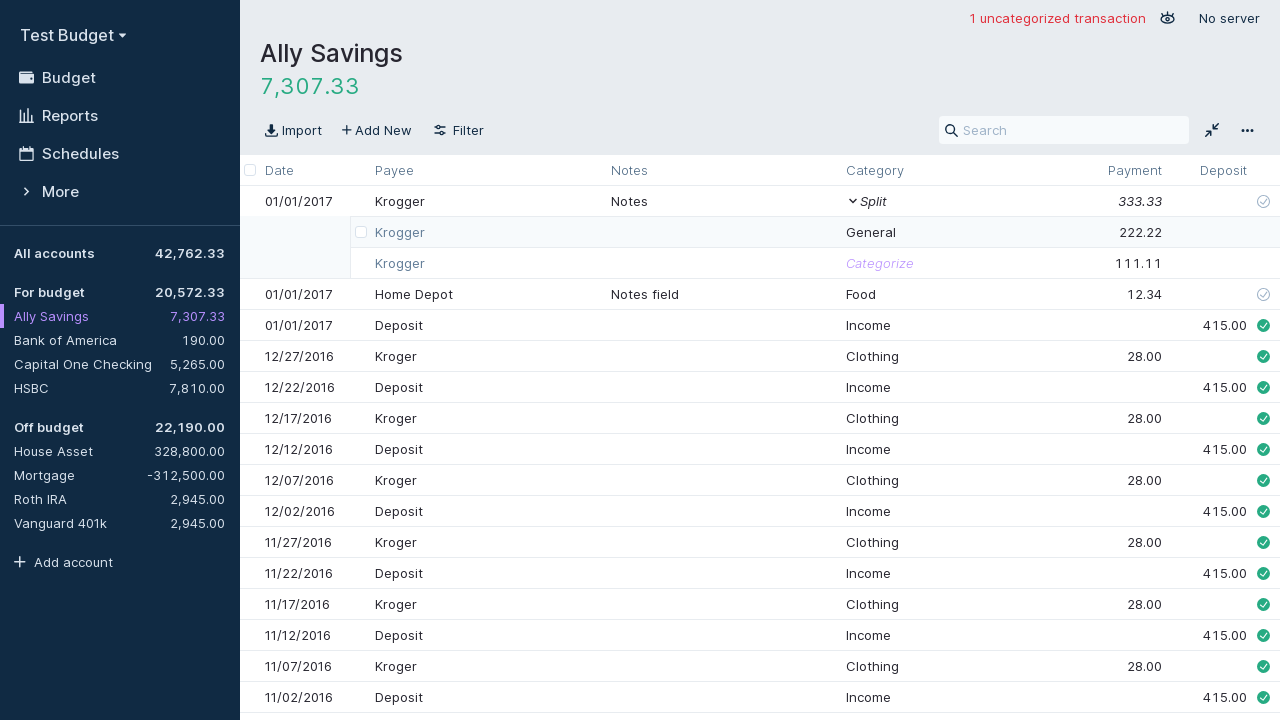 Test Budget
Budget
Reports
Schedules
More
All accounts 42,762.33
For budget 20,572.33
Ally Savings 7,307.33
Bank of America 190.00
Capital One Checking 5,265.00
HSBC 7,810.00
Off budget 22,190.00
House Asset 328,800.00
Mortgage -312,500.00
Roth IRA 2,945.00
Vanguard 401k 2,945.00
Add account
1 uncategorized transaction No server
Ally Savings
7,307.33
Import Add New Filter Search
Date Payee Notes Category Payment Deposit
01/01/2017 Krogger Notes Split 333.33
Krogger General 222.22
Krogger Categorize 111.11
01/01/2017 Home Depot Notes field Food 12.34
01/01/2017 Deposit Income 415.00
12/27/2016 Kroger Clothing 28.00
12/22/2016 Deposit Income 415.00
12/17/2016 Kroger Clothing 28.00
12/12/2016 Deposit Income 415.00
12/07/2016 Kroger Clothing 28.00
12/02/2016 Deposit Income 415.00
11/27/2016 Kroger Clothing 28.00
11/22/2016 Deposit Income 415.00
11/17/2016 Kroger Clothing 28.00
11/12/2016 Deposit Income 415.00
11/07/2016 Kroger Clothing 28.00
11/02/2016 Deposit Income 415.00